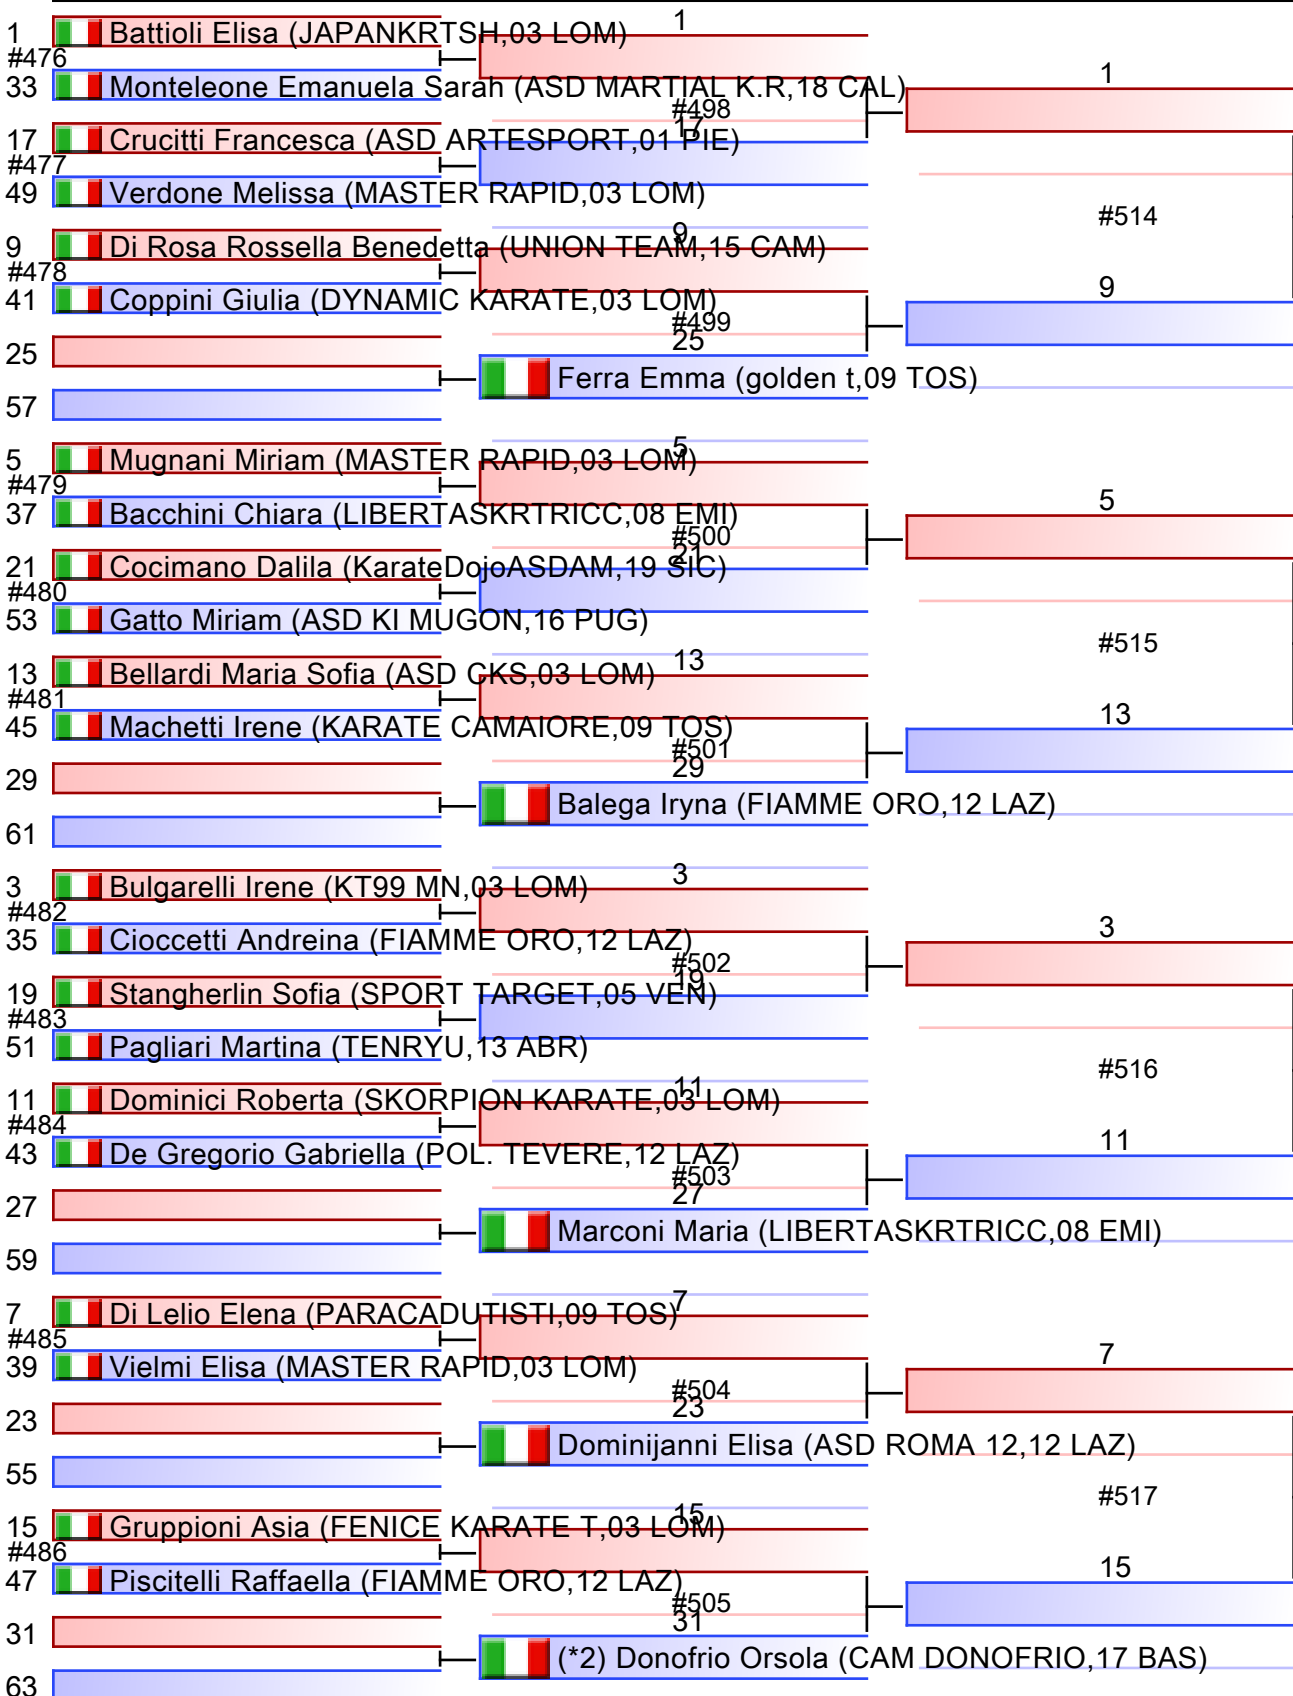 1 Battioli Elisa (JAPANKRTSH,03 LOM)
#476
33 Monteleone Emanuela Sarah (ASD MARTIAL K.R,18 CAL)
17 Crucitti Francesca (ASD ARTESPORT,01 PIE)
#477
49 Verdone Melissa (MASTER RAPID,03 LOM)
9 Di Rosa Rossella Benedetta (UNION TEAM,15 CAM)
#478
41 Coppini Giulia (DYNAMIC KARATE,03 LOM)
25
57
5 Mugnani Miriam (MASTER RAPID,03 LOM)
#479
37 Bacchini Chiara (LIBERTASKRTRICC,08 EMI)
21 Cocimano Dalila (KarateDojoASDAM,19 SIC)
#480
53 Gatto Miriam (ASD KI MUGON,16 PUG)
13 Bellardi Maria Sofia (ASD CKS,03 LOM)
#481
45 Machetti Irene (KARATE CAMAIORE,09 TOS)
29
61
3 Bulgarelli Irene (KT99 MN,03 LOM)
#482
35 Cioccetti Andreina (FIAMME ORO,12 LAZ)
19 Stangherlin Sofia (SPORT TARGET,05 VEN)
#483
51 Pagliari Martina (TENRYU,13 ABR)
11 Dominici Roberta (SKORPION KARATE,03 LOM)
#484
43 De Gregorio Gabriella (POL. TEVERE,12 LAZ)
27
59
7 Di Lelio Elena (PARACADUTISTI,09 TOS)
#485
39 Vielmi Elisa (MASTER RAPID,03 LOM)
23
55
15 Gruppioni Asia (FENICE KARATE T,03 LOM)
#486
47 Piscitelli Raffaella (FIAMME ORO,12 LAZ)
31
63
1
#498
17
9
#499
25
Ferra Emma (golden t,09 TOS)
5
#500
21
13
#501
29
Balega Iryna (FIAMME ORO,12 LAZ)
3
#502
19
11
#503
27
Marconi Maria (LIBERTASKRTRICC,08 EMI)
7
#504
23
Dominijanni Elisa (ASD ROMA 12,12 LAZ)
15
#505
31
(*2) Donofrio Orsola (CAM DONOFRIO,17 BAS)
1
#514
9
5
#515
13
3
#516
11
7
#517
15